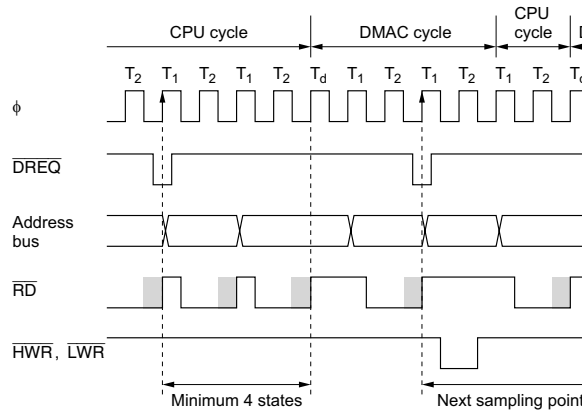 CPU cycle DMAC cycle CPU cycle D
T2 T1 T2 T1 T2 Td T1 T2 T1 T2 T1 T2 Td
φ
DREQ
Address bus
RD
HWR, LWR
Minimum 4 states Next sampling point